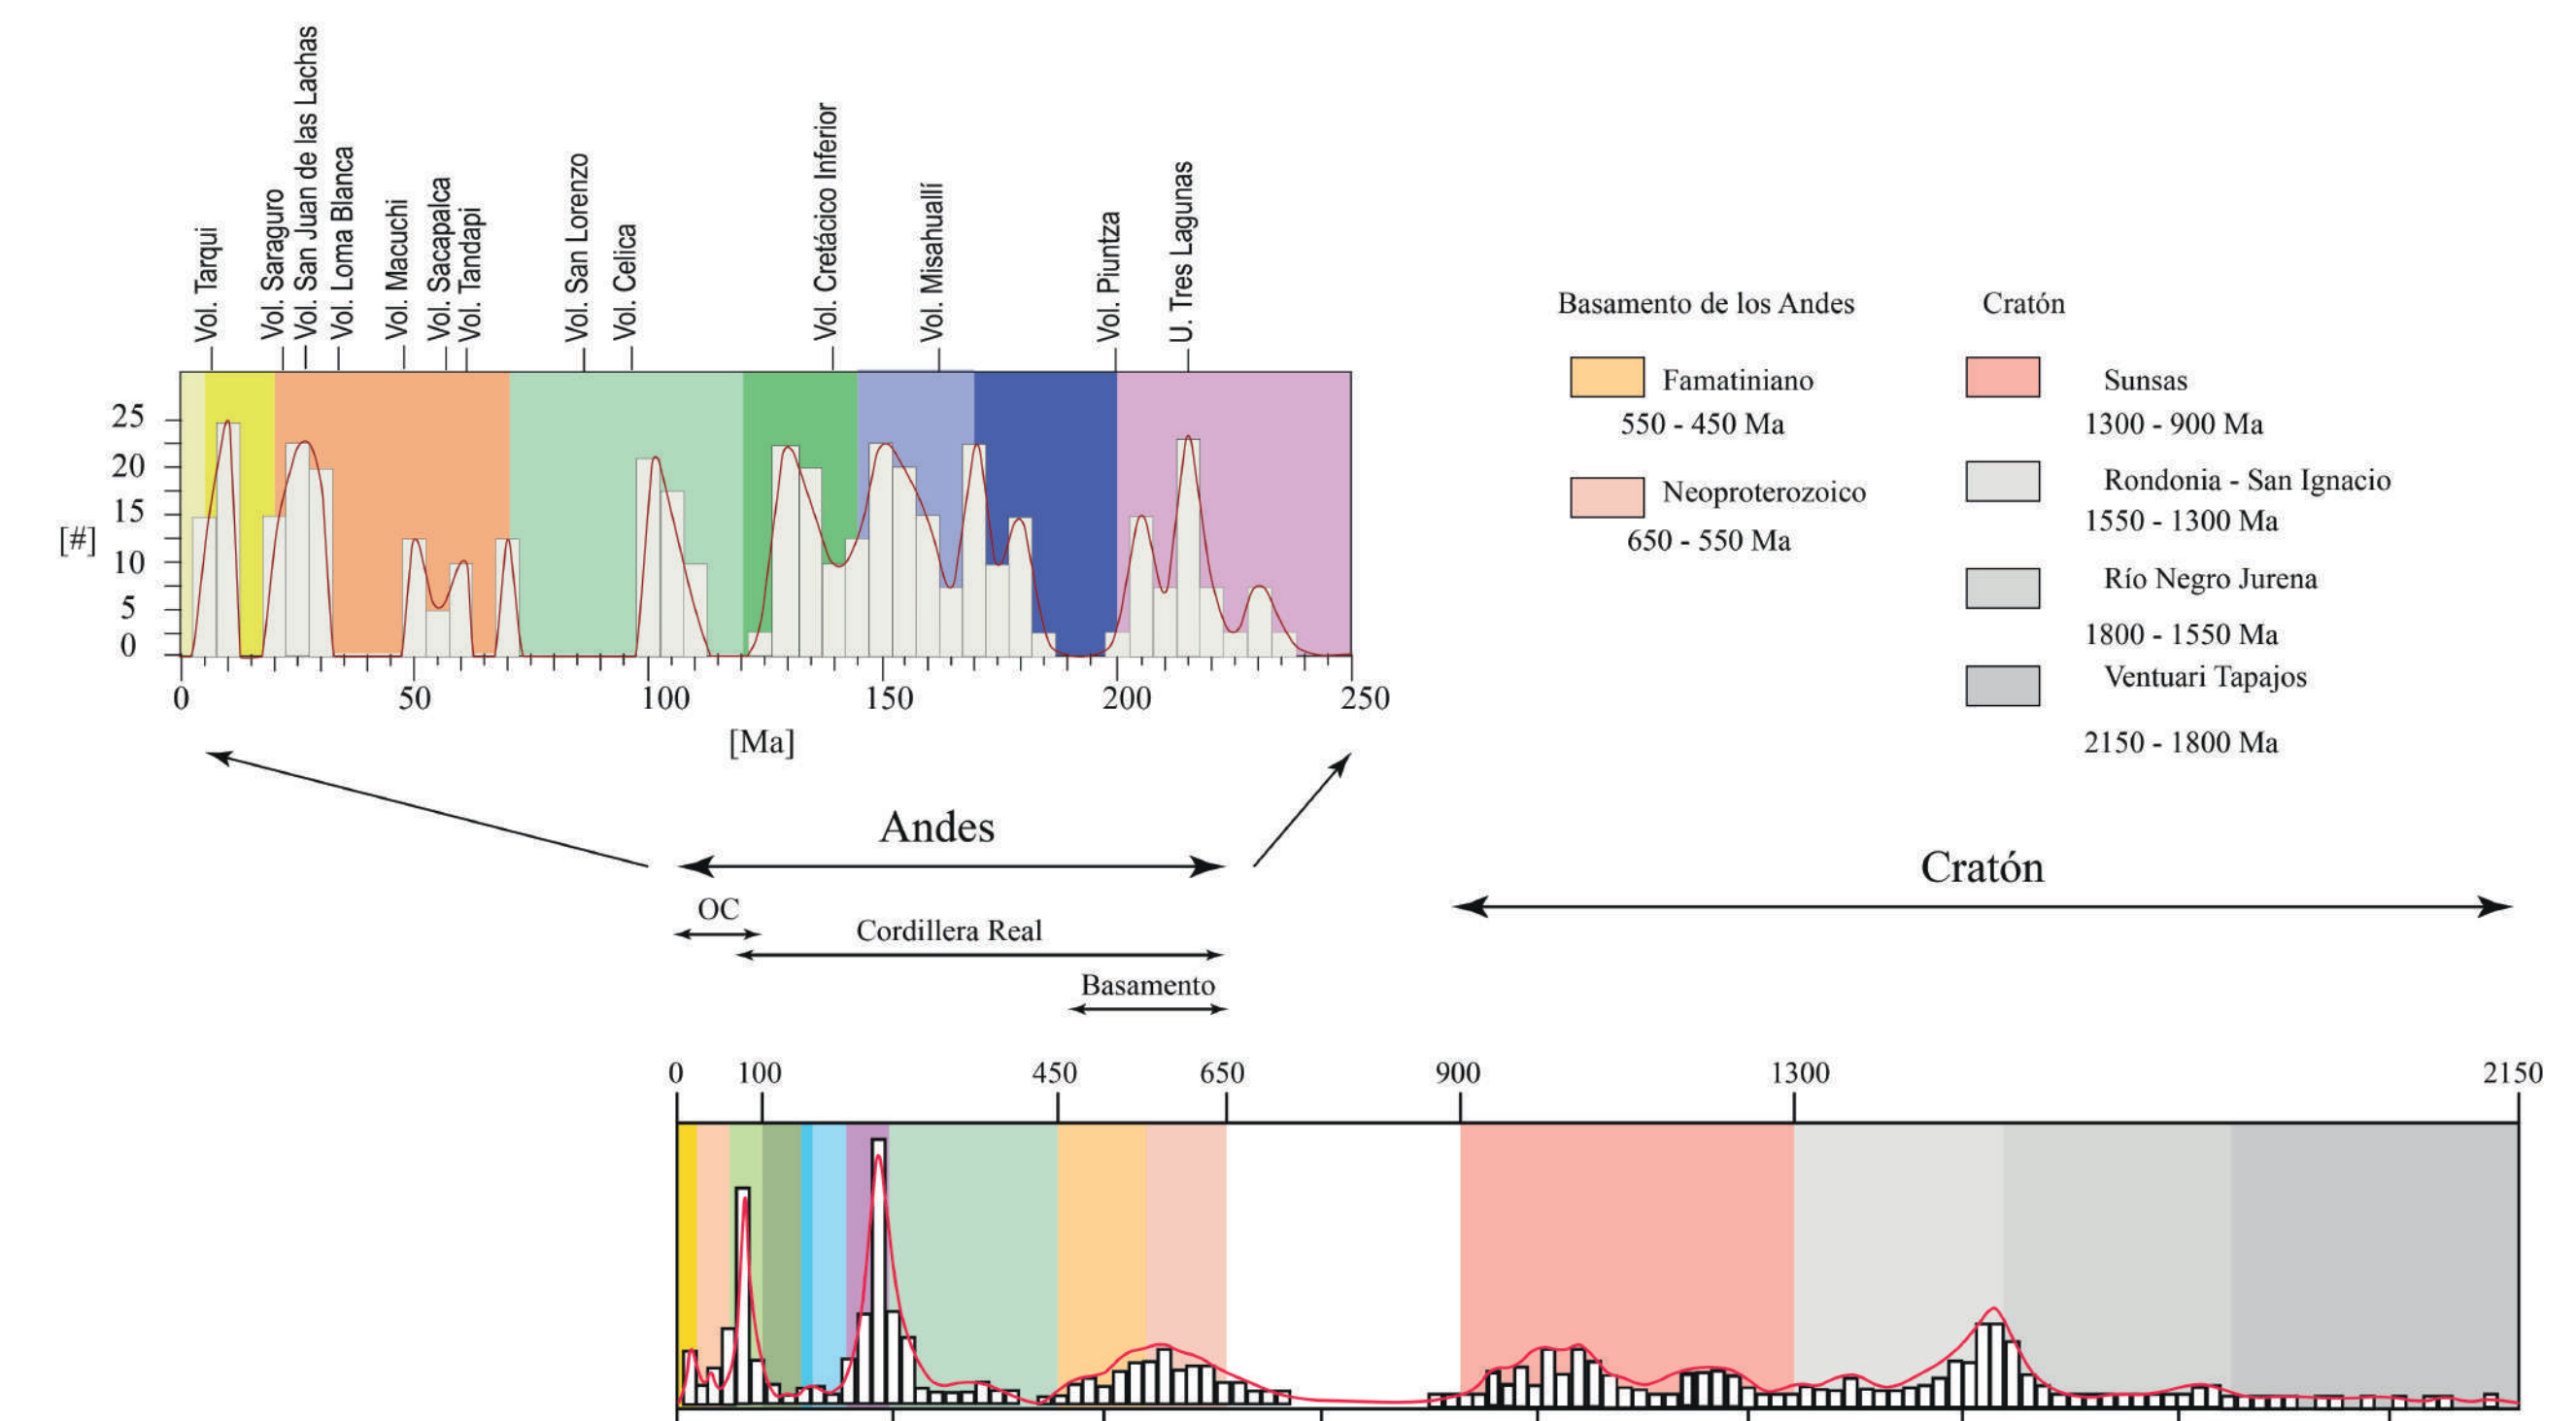 Vol. Tarqui
Vol. Saraguro
Vol. San Juan de las Lachas
Vol. Loma Blanca
Vol. Macuchi
Vol. Sacapalca
Vol. Tandapi
Vol. San Lorenzo
Vol. Celica
Vol. Cretácico Inferior
Vol. Misahuallí
Vol. Piuntza
U. Tres Lagunas
25
20
15
[#]
10
5
0
0 50 100 150 200 250
[Ma]
Basamento de los Andes
Famatiniano
550 - 450 Ma
Neoproterozoico
650 - 550 Ma
Cratón
Sunsas
1300 - 900 Ma
Rondonia - San Ignacio
1550 - 1300 Ma
Río Negro Jurena
1800 - 1550 Ma
Ventuari Tapajos
2150 - 1800 Ma
Andes
Cratón
OC
Cordillera Real
Basamento
0 100 450 650 900 1300 2150